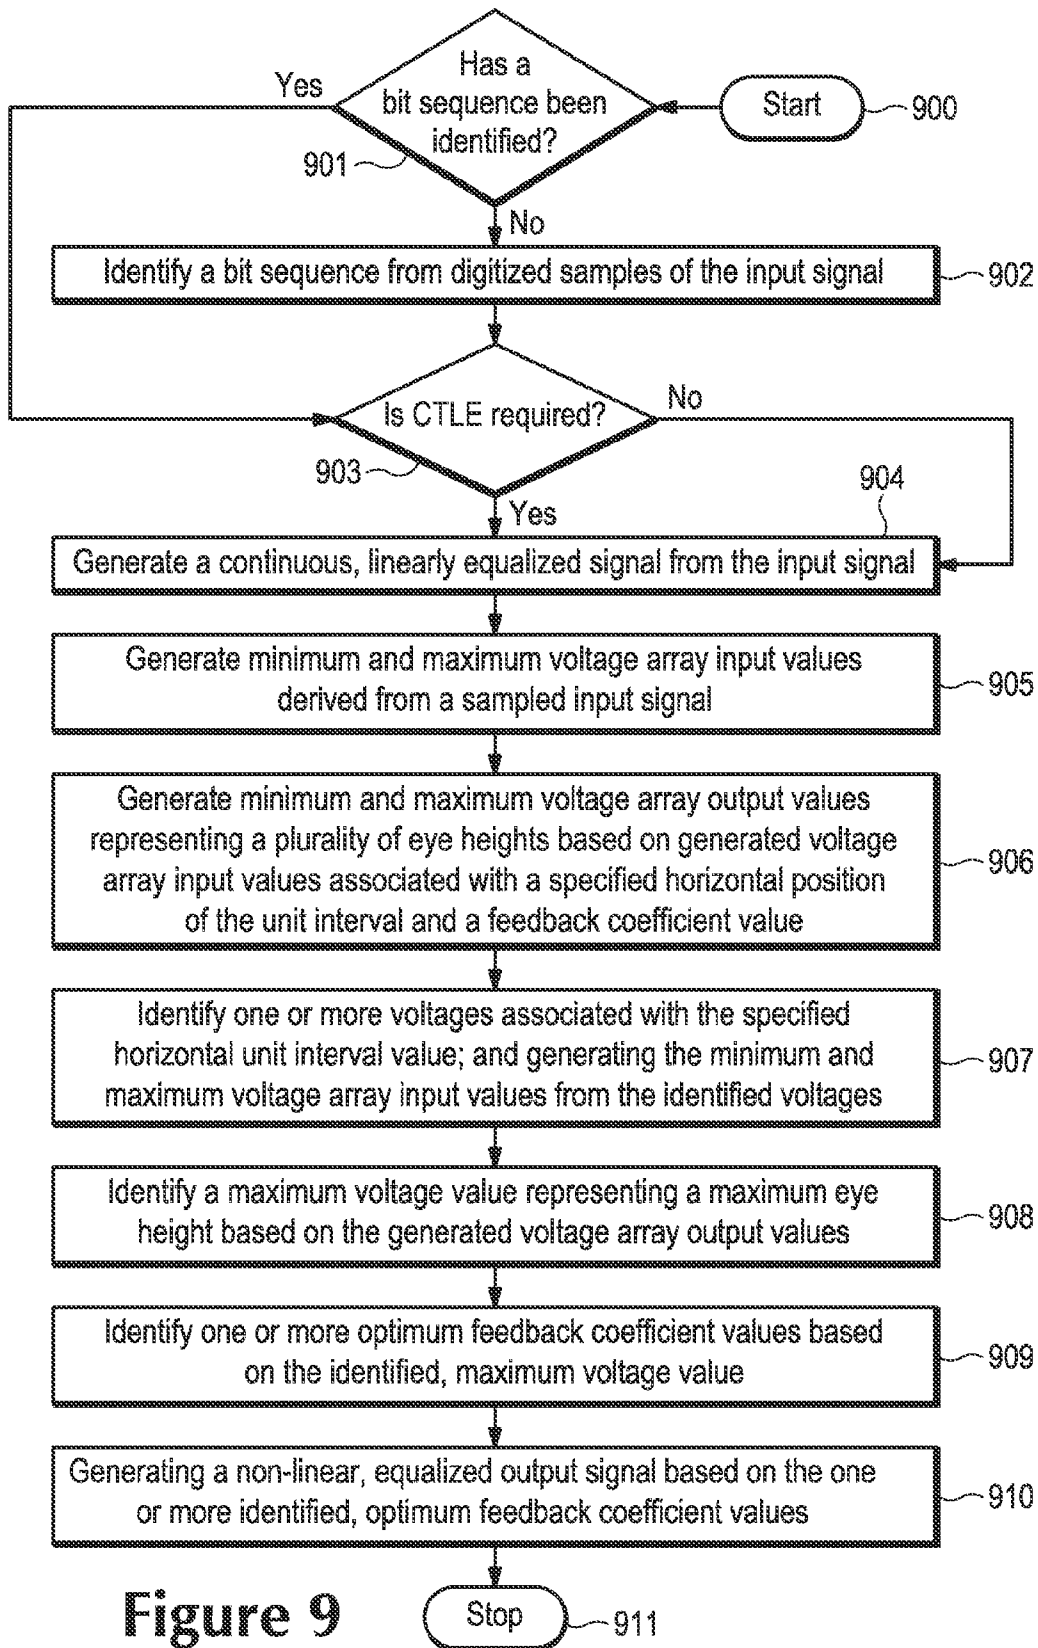 Has a
bit sequence been
identified?
Yes
Start
900
901
No
Identify a bit sequence from digitized samples of the input signal
902
Is CTLE required?
No
903
904
Yes
Generate a continuous, linearly equalized signal from the input signal
Generate minimum and maximum voltage array input values
derived from a sampled input signal
905
Generate minimum and maximum voltage array output values
representing a plurality of eye heights based on generated voltage
array input values associated with a specified horizontal position
of the unit interval and a feedback coefficient value
906
Identify one or more voltages associated with the specified
horizontal unit interval value; and generating the minimum and
maximum voltage array input values from the identified voltages
907
Identify a maximum voltage value representing a maximum eye
height based on the generated voltage array output values
908
Identify one or more optimum feedback coefficient values based
on the identified, maximum voltage value
909
Generating a non-linear, equalized output signal based on the one
or more identified, optimum feedback coefficient values
910
Figure 9
Stop
911